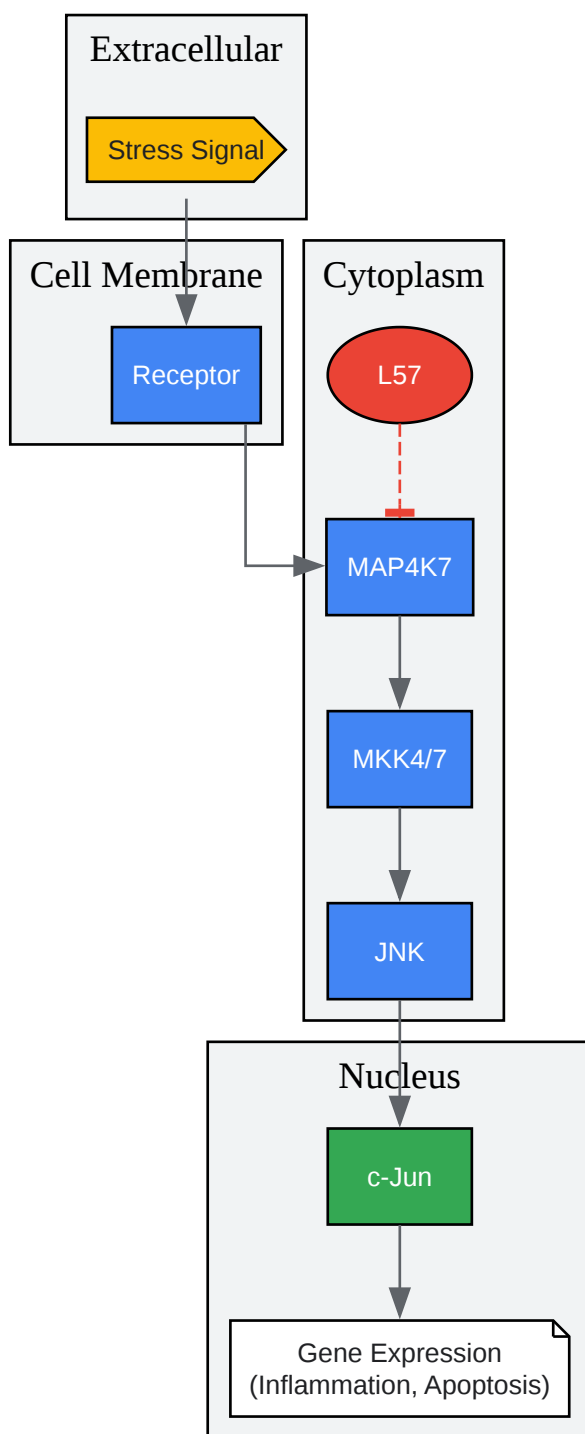 Extracellular
Stress Signal
Cell Membrane
Receptor
Cytoplasm
L57
MAP4K7
MKK4/7
JNK
Nucleus
c-Jun
Gene Expression
(Inflammation, Apoptosis)